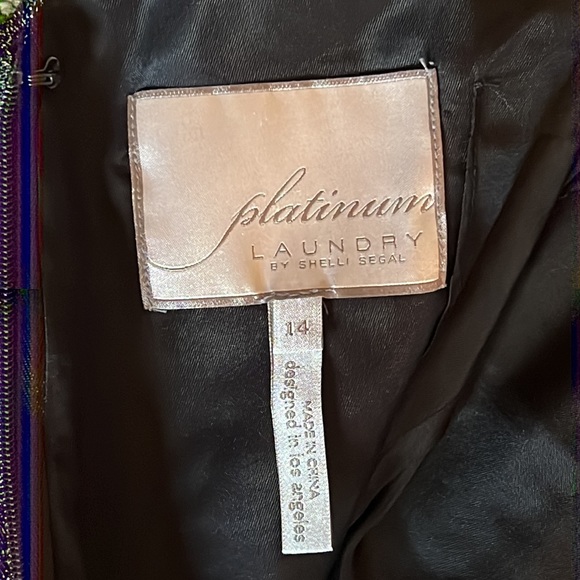 platinum
LAUNDRY
BY SHELLI SEGAL
14
MADE IN CHINA
designed in los angeles